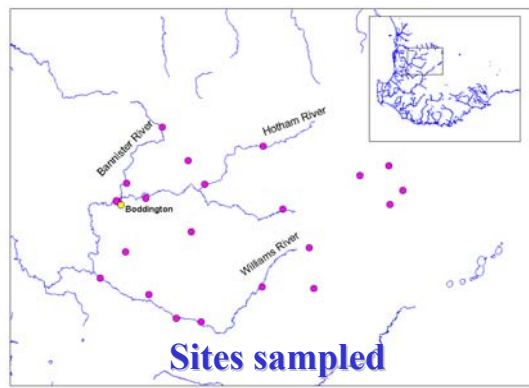 Hotham River
Bannister River
Boddington
Williams River
Sites sampled